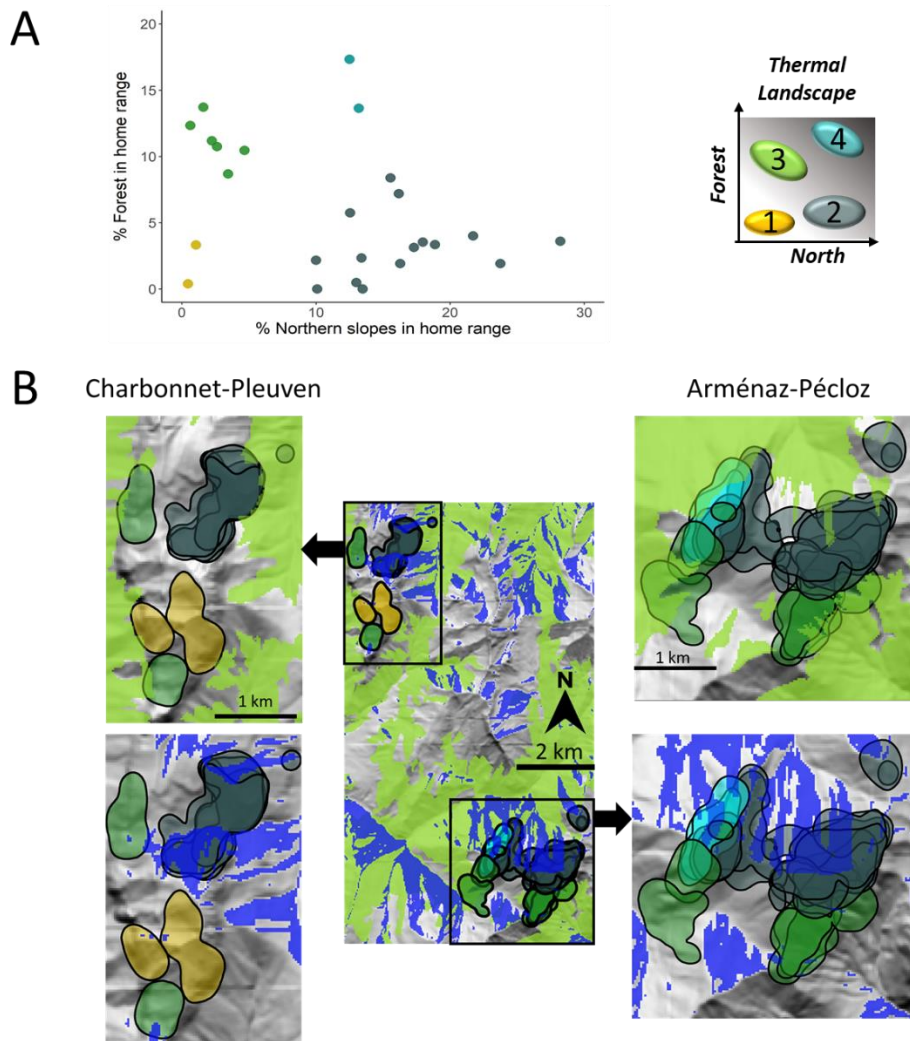 A
20
15
10
5
0
% Forest in home range
0
10
20
30
% Northern slopes in home range
Thermal
Landscape
Forest
3
4
1
2
North
B
Charbonnet-Pleuven
Arménaz-Pécloz
1 km
N
2 km
1 km